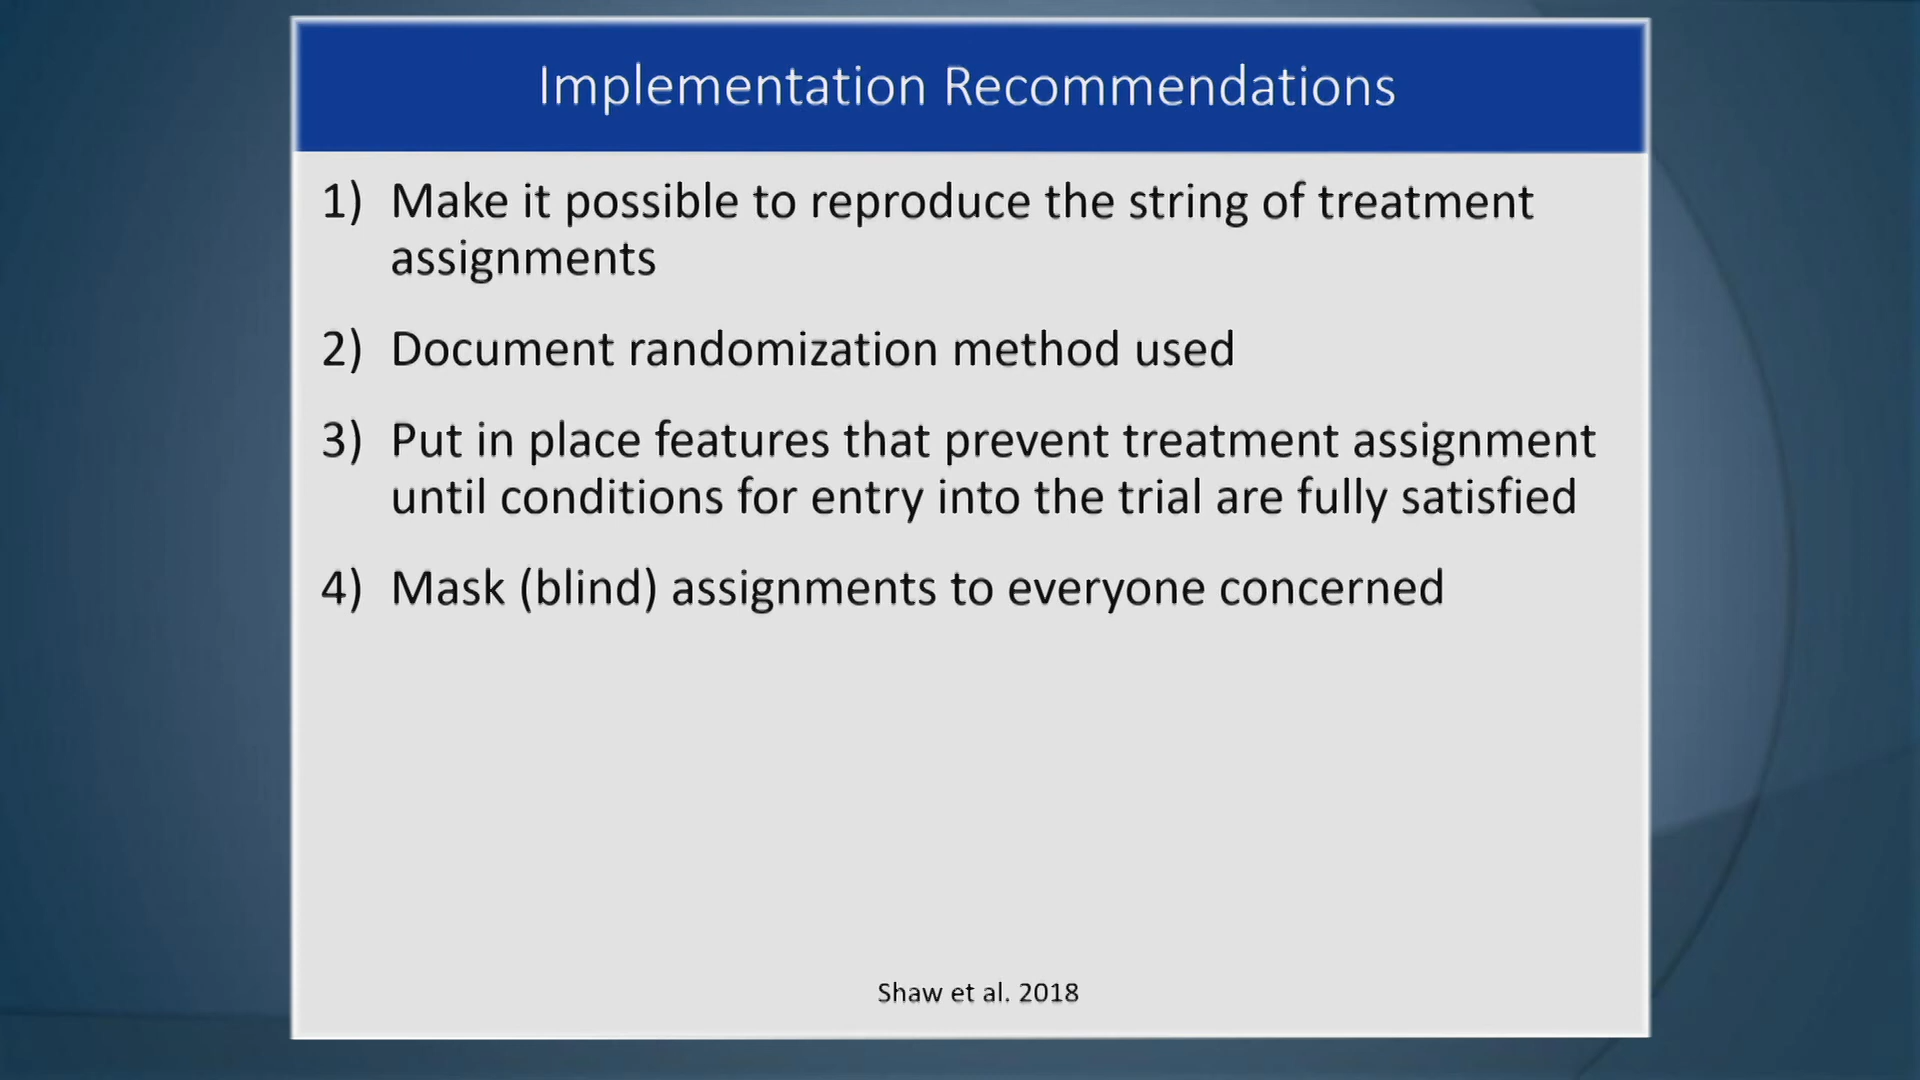 Implementation Recommendations
1) Make it possible to reproduce the string of treatment
assignments
2) Document randomization method used
3) Put in place features that prevent treatment assignment
until conditions for entry into the trial are fully satisfied
4) Mask (blind) assignments to everyone concerned
Shaw et al. 2018